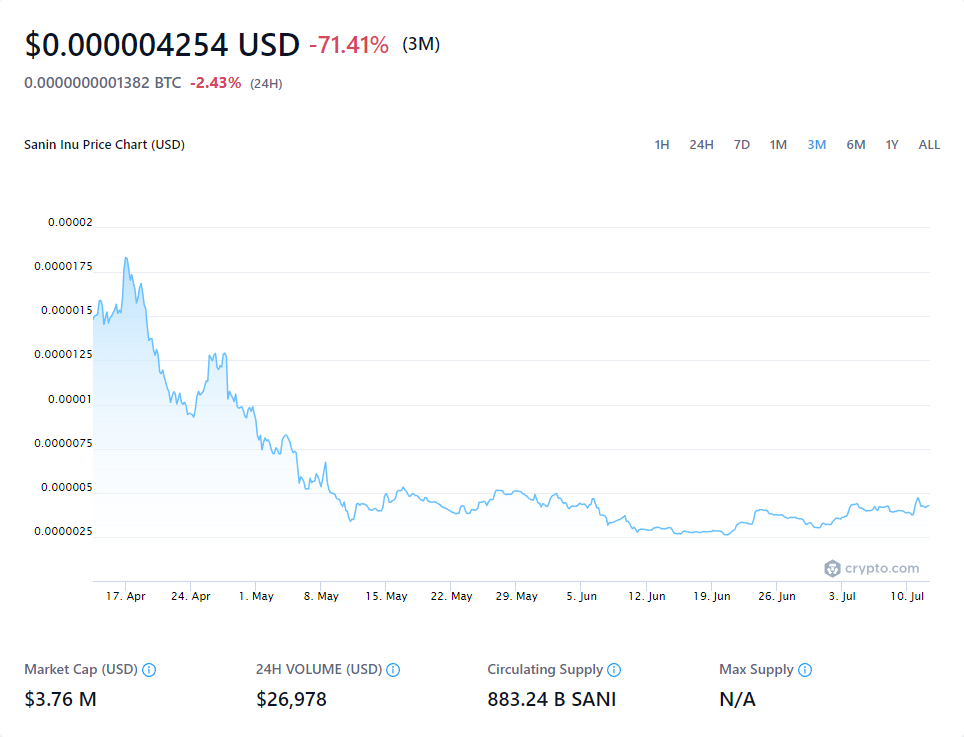 $0.000004254 USD -71.41% (3M)
0.0000000001382 BTC -2.43% (24H)
Sanin Inu Price Chart (USD)
1H 24H 7D 1M 3M 6M 1Y ALL
0.00002
0.0000175
0.000015
0.0000125
0.00001
0.0000075
0.000005
0.0000025
crypto.com
17. Apr 24. Apr 1. May 8. May 15. May 22. May 29. May 5. Jun 12. Jun 19. Jun 26. Jun 3. Jul 10. Jul
Market Cap (USD) 24H VOLUME (USD) Circulating Supply Max Supply
$3.76 M $26,978 883.24 B SANI N/A